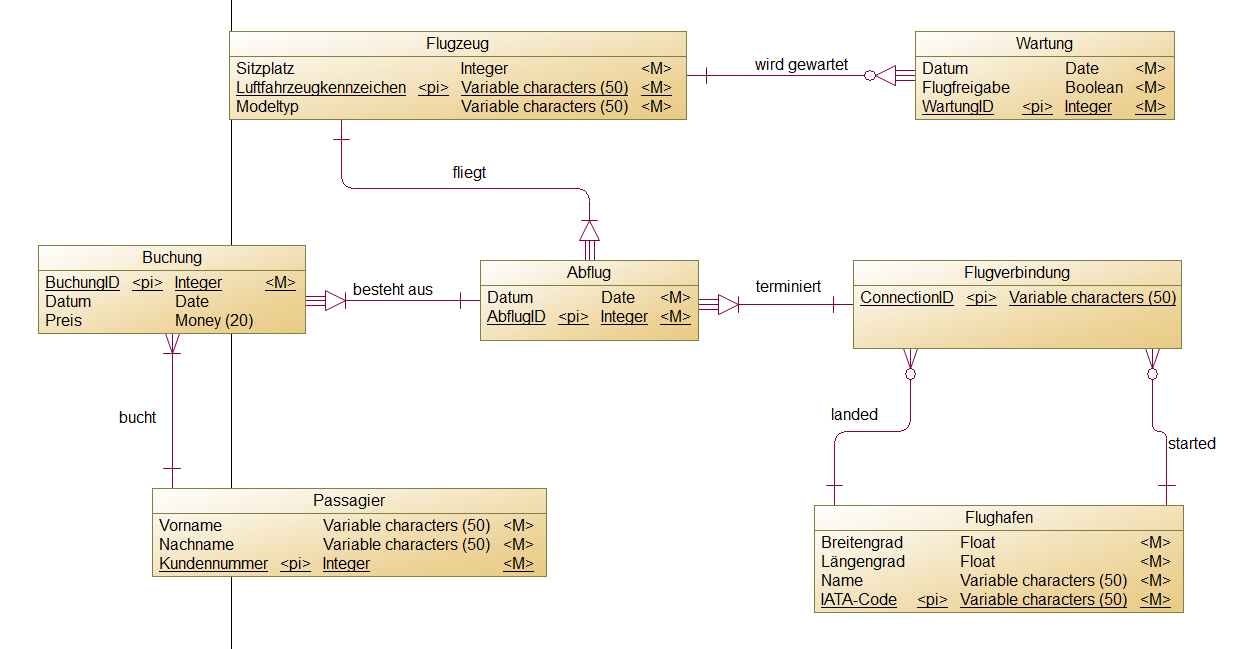 Flugzeug
Sitzplatz Integer <M>
Luftfahrzeugkennzeichen <pi> Variable characters (50) <M>
Modeltyp Variable characters (50) <M>
wird gewartet
Wartung
Datum Date <M>
Flugfreigabe Boolean <M>
WartungID <pi> Integer <M>
fliegt
Buchung
BuchungID <pi> Integer <M>
Datum Date
Preis Money (20)
besteht aus
Abflug
Datum Date <M>
AbflugID <pi> Integer <M>
terminiert
Flugverbindung
ConnectionID <pi> Variable characters (50)
bucht
landed
started
Passagier
Vorname Variable characters (50) <M>
Nachname Variable characters (50) <M>
Kundennummer <pi> Integer <M>
Flughafen
Breitengrad Float <M>
Längengrad Float <M>
Name Variable characters (50) <M>
IATA-Code <pi> Variable characters (50) <M>